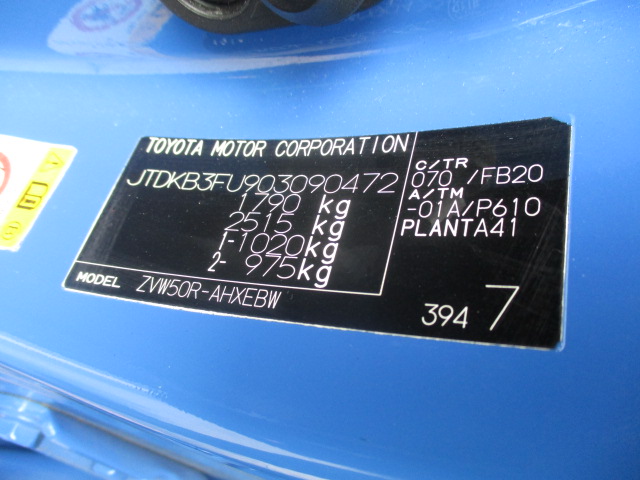 TOYOTA MOTOR CORPORATION
JTDKB3FU903090472
1790 kg
2515 kg
1-1020kg
2- 975kg
MODEL ZVW50R-AHXEBW
C/TR
070 /FB20
A/TM
-01A/P610
PLANTA41
394 7